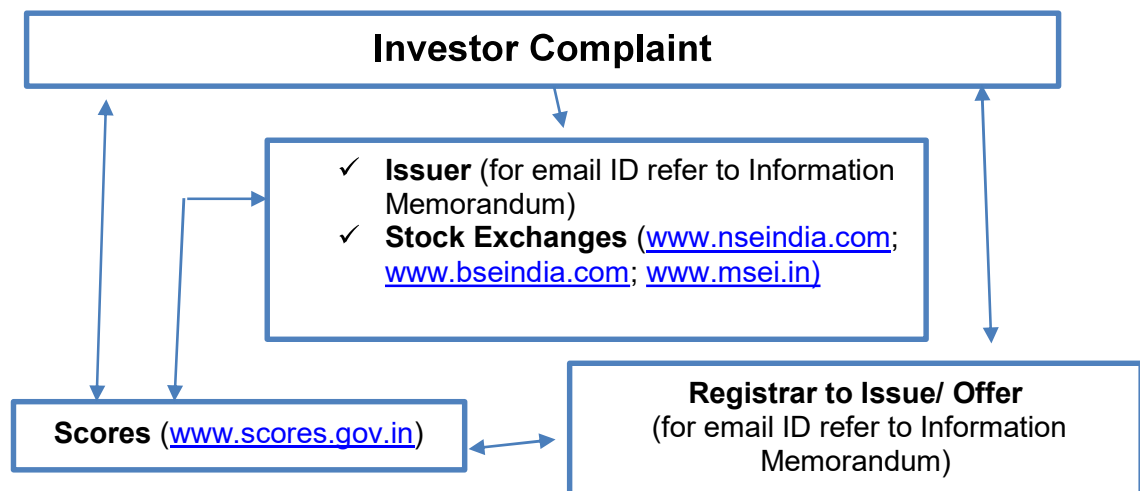 Investor Complaint
✓ Issuer (for email ID refer to Information
Memorandum)
✓ Stock Exchanges (www.nseindia.com;
www.bseindia.com; www.msei.in)
Registrar to Issue/ Offer
(for email ID refer to Information
Memorandum)
Scores (www.scores.gov.in)